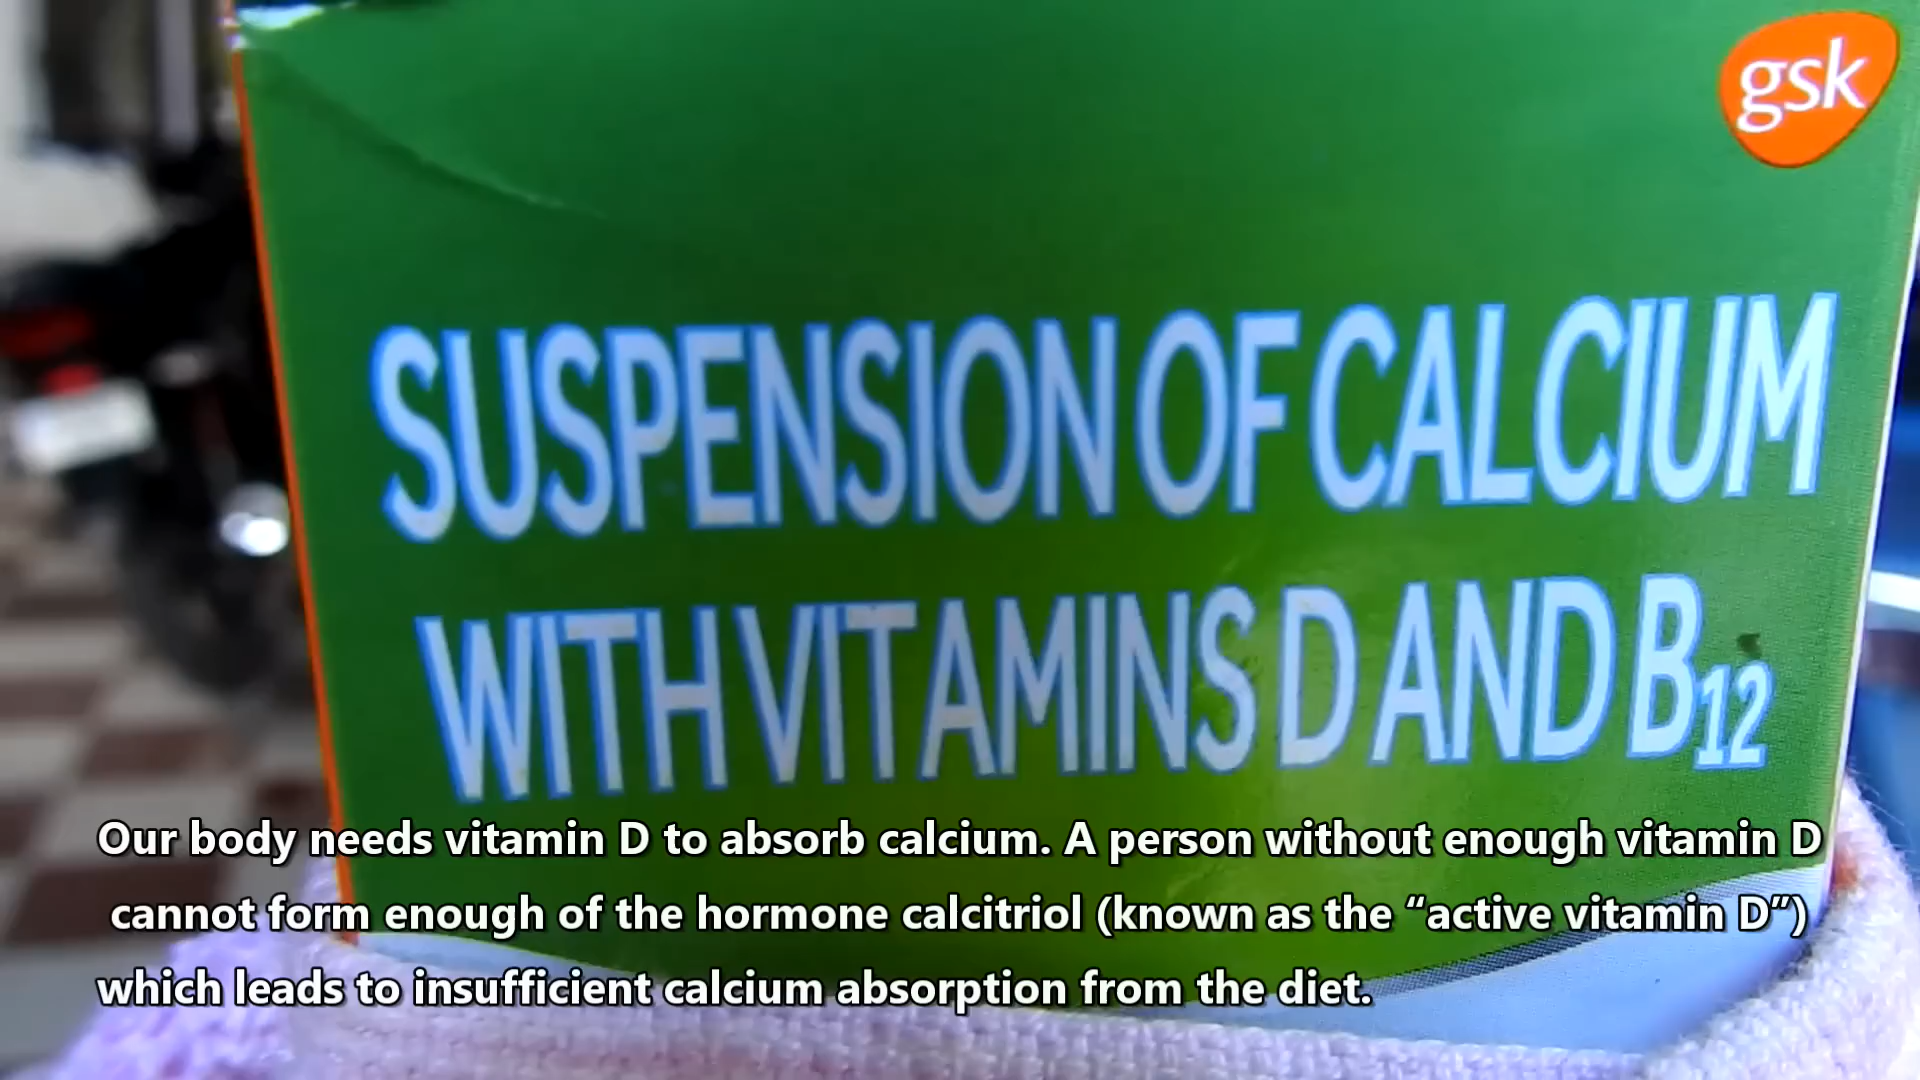 gsk
SUSPENSION OF CALCIUM
WITH VITAMINS D AND B12
Our body needs vitamin D to absorb calcium. A person without enough vitamin D
cannot form enough of the hormone calcitriol (known as the “active vitamin D”)
which leads to insufficient calcium absorption from the diet.